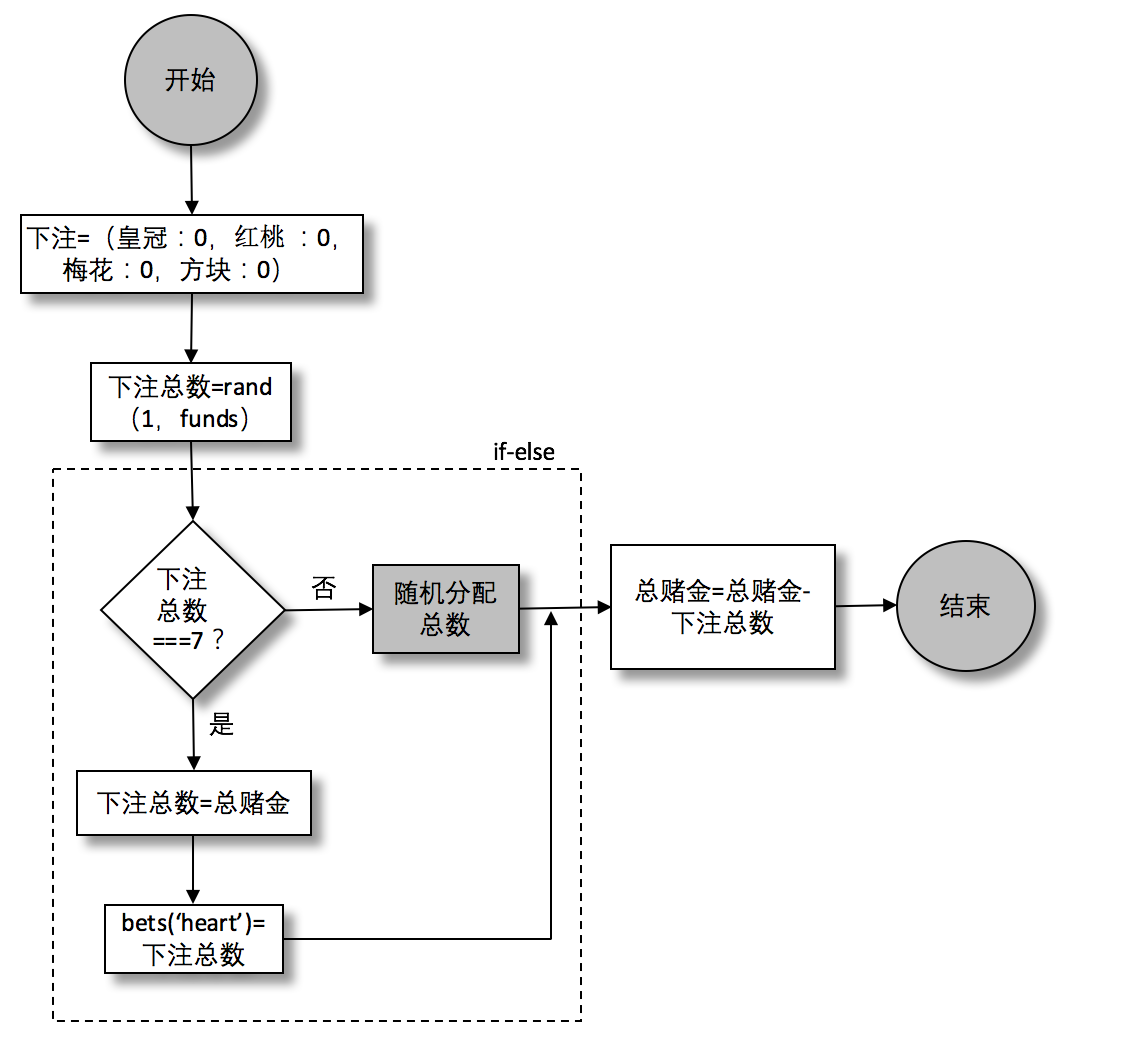 开始
下注=（皇冠：0，红桃：0，
梅花：0，方块：0）
下注总数=rand
（1，funds）
if-else
下注
总数
===7？
否
随机分配
总数
总赌金=总赌金-
下注总数
结束
是
下注总数=总赌金
bets(‘heart’)=
下注总数